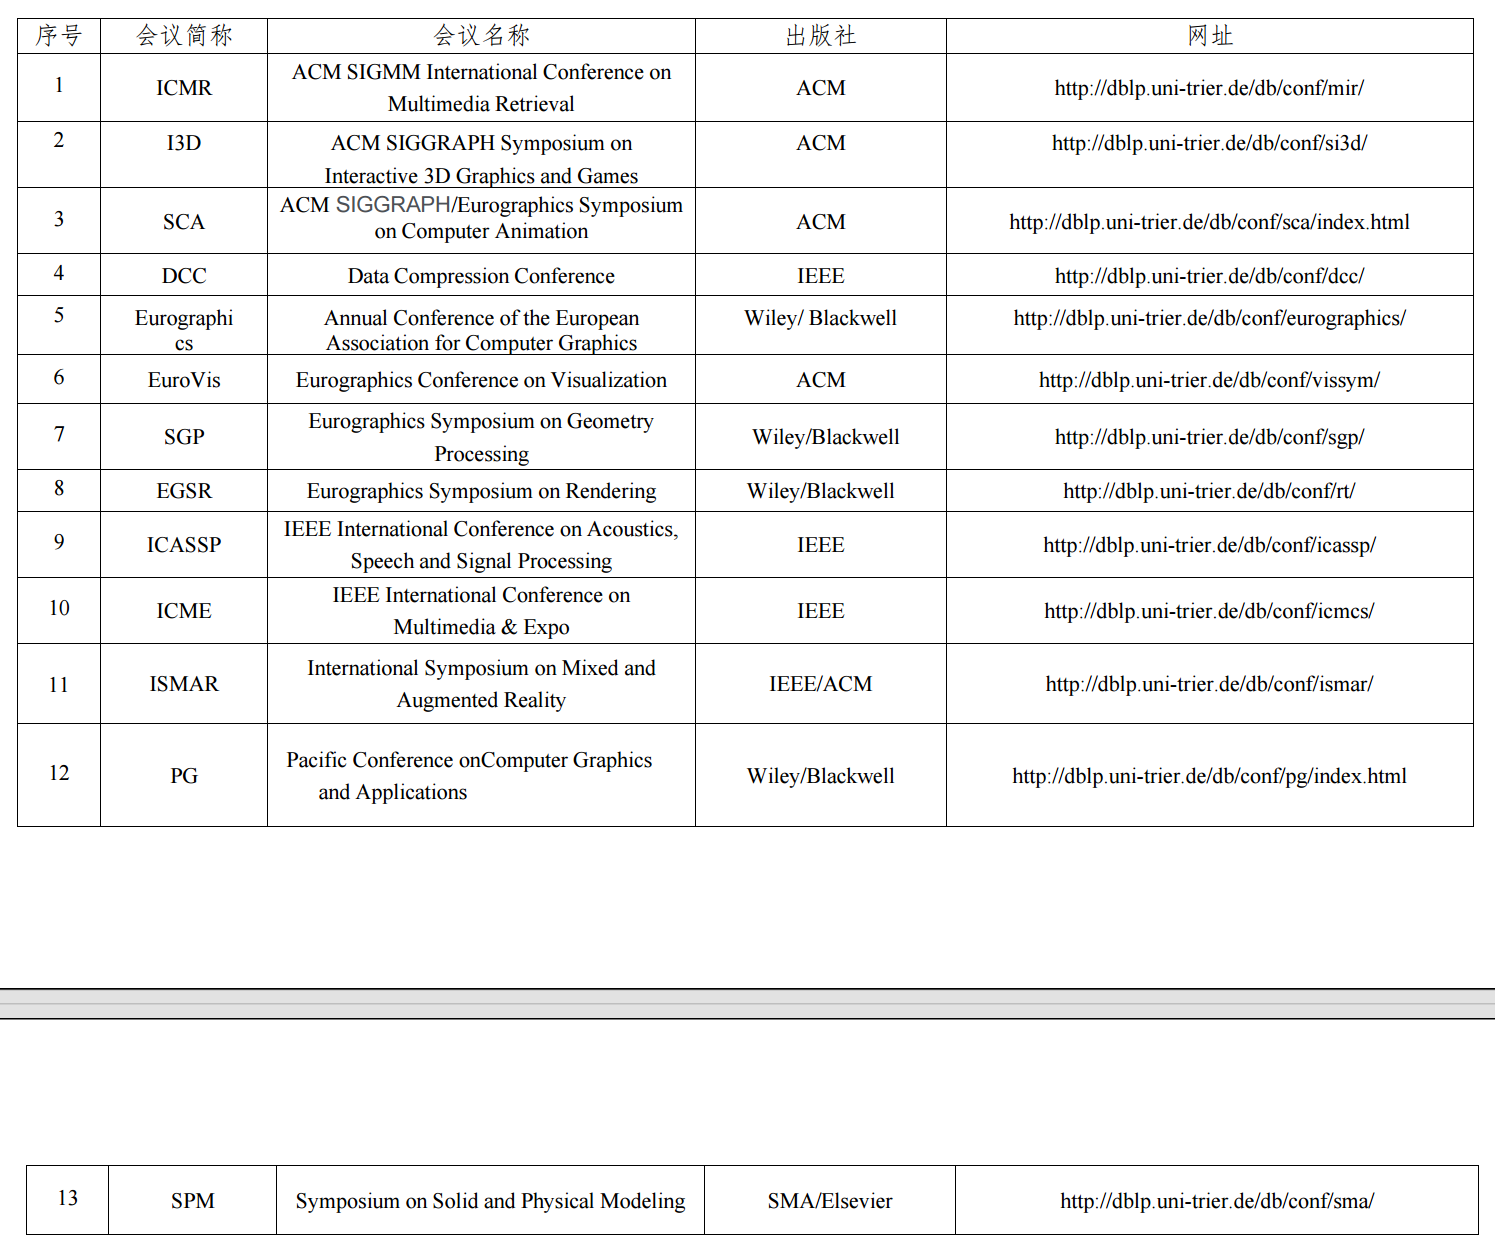 序号 会议简称 会议名称 出版社 网址
1 ICMR ACM SIGMM International Conference on
Multimedia Retrieval ACM http://dblp.uni-trier.de/db/conf/mir/
2 I3D ACM SIGGRAPH Symposium on
Interactive 3D Graphics and Games ACM http://dblp.uni-trier.de/db/conf/si3d/
3 SCA ACM SIGGRAPH/Eurographics Symposium
on Computer Animation ACM http://dblp.uni-trier.de/db/conf/sca/index.html
4 DCC Data Compression Conference IEEE http://dblp.uni-trier.de/db/conf/dcc/
5 Eurographi
cs Annual Conference of the European
Association for Computer Graphics Wiley/ Blackwell http://dblp.uni-trier.de/db/conf/eurographics/
6 EuroVis Eurographics Conference on Visualization ACM http://dblp.uni-trier.de/db/conf/vissym/
7 SGP Eurographics Symposium on Geometry
Processing Wiley/Blackwell http://dblp.uni-trier.de/db/conf/sgp/
8 EGSR Eurographics Symposium on Rendering Wiley/Blackwell http://dblp.uni-trier.de/db/conf/rt/
9 ICASSP IEEE International Conference on Acoustics,
Speech and Signal Processing IEEE http://dblp.uni-trier.de/db/conf/icassp/
10 ICME IEEE International Conference on
Multimedia & Expo IEEE http://dblp.uni-trier.de/db/conf/icmcs/
11 ISMAR International Symposium on Mixed and
Augmented Reality IEEE/ACM http://dblp.uni-trier.de/db/conf/ismar/
12 PG Pacific Conference onComputer Graphics
and Applications Wiley/Blackwell http://dblp.uni-trier.de/db/conf/pg/index.html
13 SPM Symposium on Solid and Physical Modeling SMA/Elsevier http://dblp.uni-trier.de/db/conf/sma/